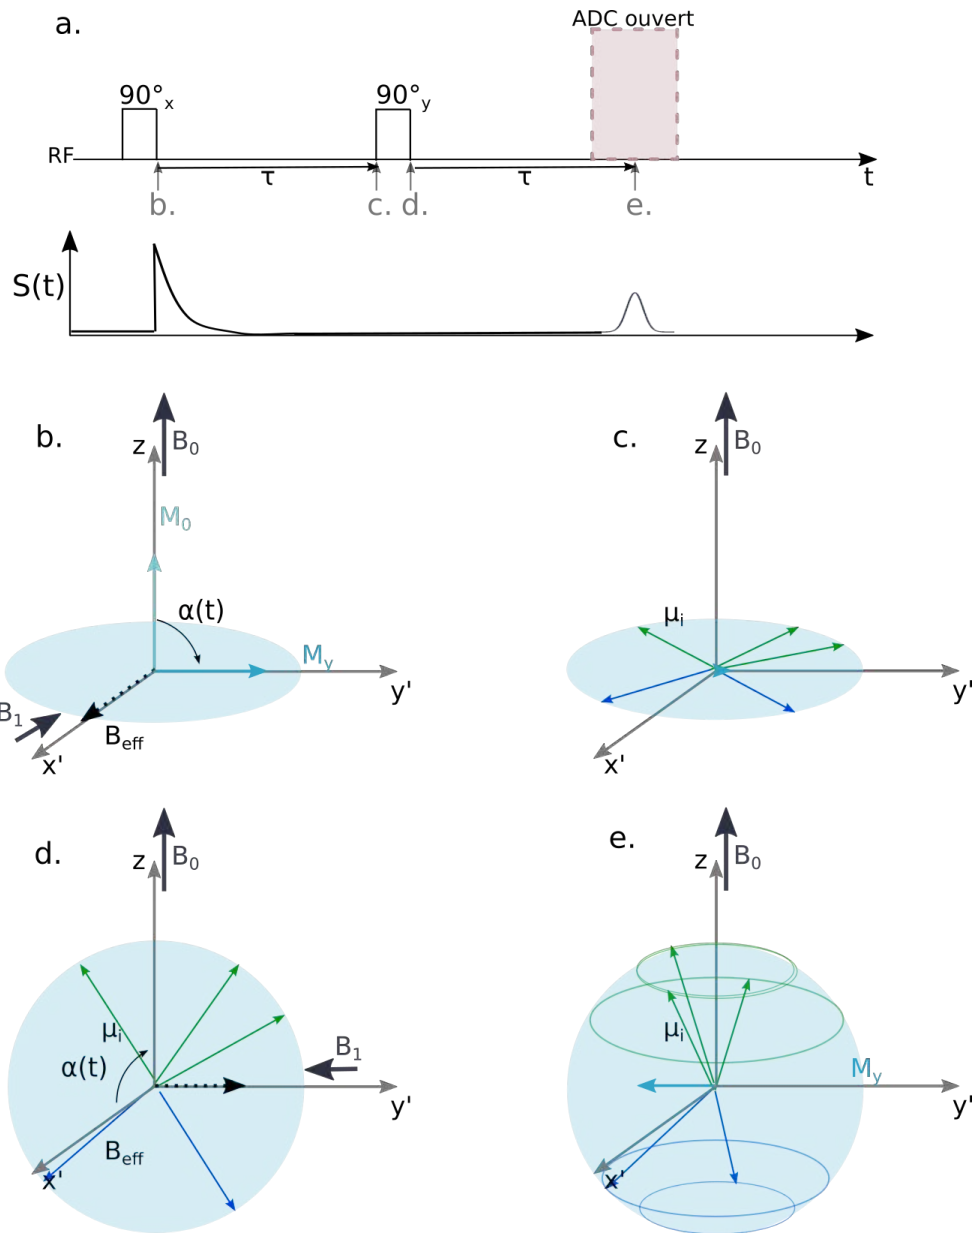 a.
ADC ouvert
90°x
90°y
RF
τ
τ
t
b.
c.
d.
e.
S(t)
b.
z
B0
M0
α(t)
My
y'
B1
Beff
x'
c.
z
B0
μi
y'
x'
d.
z
B0
μi
α(t)
B1
y'
Beff
x'
e.
z
B0
μi
My
y'
x'